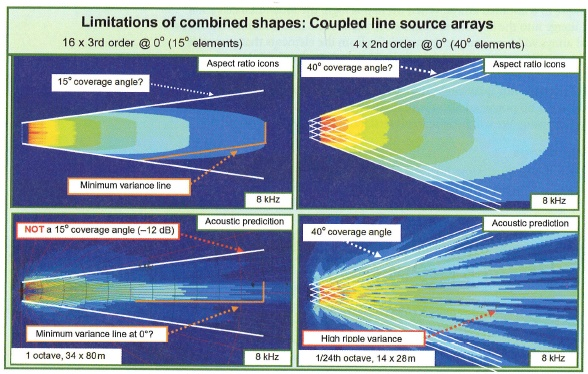 Limitations of combined shapes: Coupled line source arrays
16 x 3rd order @ 0° (15° elements)
4 x 2nd order @ 0° (40° elements)
Aspect ratio icons
15° coverage angle?
Minimum variance line
8 kHz
Aspect ratio icons
40° coverage angle?
8 kHz
Acoustic predicition
NOT a 15° coverage angle (–12 dB)
Minimum variance line at 0°?
1 octave, 34 x 80m
8 kHz
Acoustic prediction
40° coverage angle
High ripple variance
1/24th octave, 14 x 28m
8 kHz